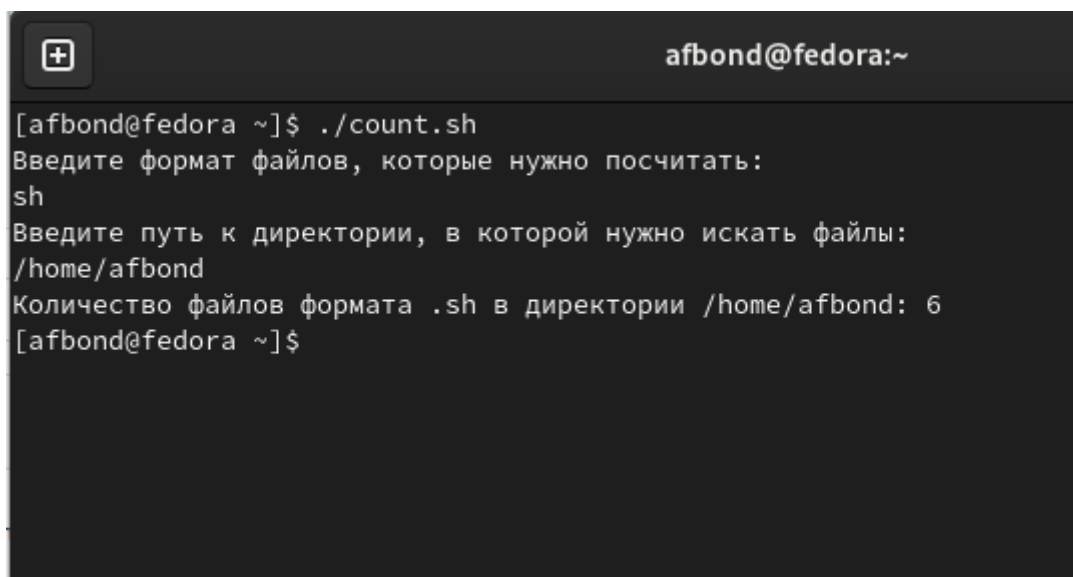 afbond@fedora:~
[afbond@fedora ~]$ ./count.sh
Введите формат файлов, которые нужно посчитать:
sh
Введите путь к директории, в которой нужно искать файлы:
/home/afbond
Количество файлов формата .sh в директории /home/afbond: 6
[afbond@fedora ~]$